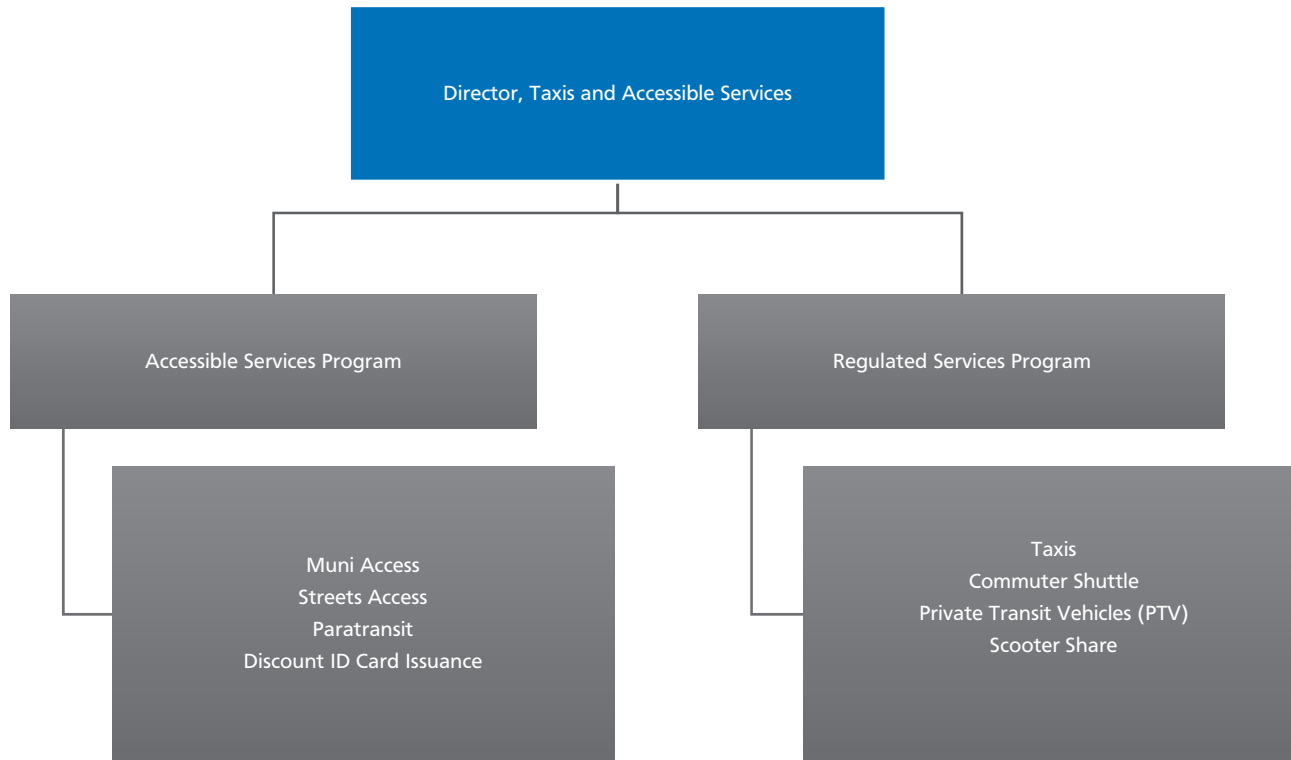 Director, Taxis and Accessible Services
Accessible Services Program
Regulated Services Program
Muni Access
Streets Access
Paratransit
Discount ID Card Issuance
Taxis
Commuter Shuttle
Private Transit Vehicles (PTV)
Scooter Share